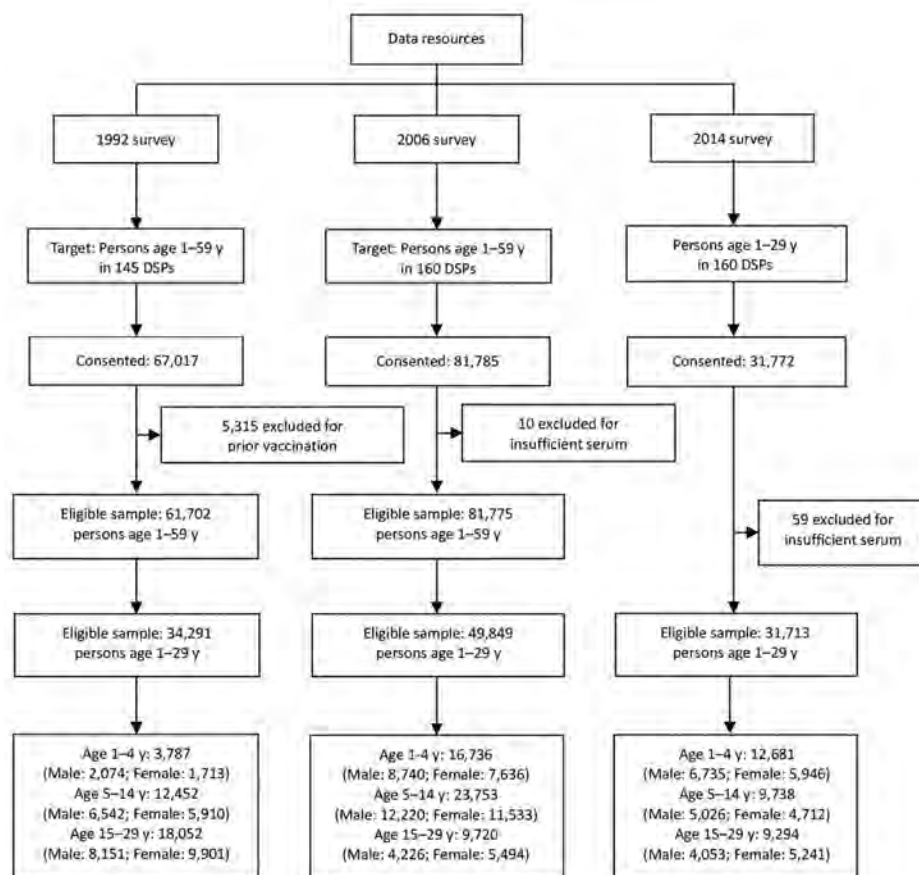 Data resources
1992 survey
2006 survey
2014 survey
Target: Persons age 1–59 y
in 145 DSPs
Target: Persons age 1–59 y
in 160 DSPs
Persons age 1–29 y
in 160 DSPs
Consented: 67,017
Consented: 81,785
Consented: 31,772
5,315 excluded for
prior vaccination
10 excluded for
insufficient serum
Eligible sample: 61,702
persons age 1–59 y
Eligible sample: 81,775
persons age 1–59 y
59 excluded for
insufficient serum
Eligible sample: 34,291
persons age 1–29 y
Eligible sample: 49,849
persons age 1–29 y
Eligible sample: 31,713
persons age 1–29 y
Age 1–4 y: 3,787
(Male: 2,074; Female: 1,713)
Age 5–14 y: 12,452
(Male: 6,542; Female: 5,910)
Age 15–29 y: 18,052
(Male: 8,151; Female: 9,901)
Age 1–4 y: 16,736
(Male: 8,740; Female: 7,636)
Age 5–14 y: 23,753
(Male: 12,220; Female: 11,533)
Age 15–29 y: 9,720
(Male: 4,226; Female: 5,494)
Age 1–4 y: 12,681
(Male: 6,735; Female: 5,946)
Age 5–14 y: 9,738
(Male: 5,026; Female: 4,712)
Age 15–29 y: 9,294
(Male: 4,053; Female: 5,241)